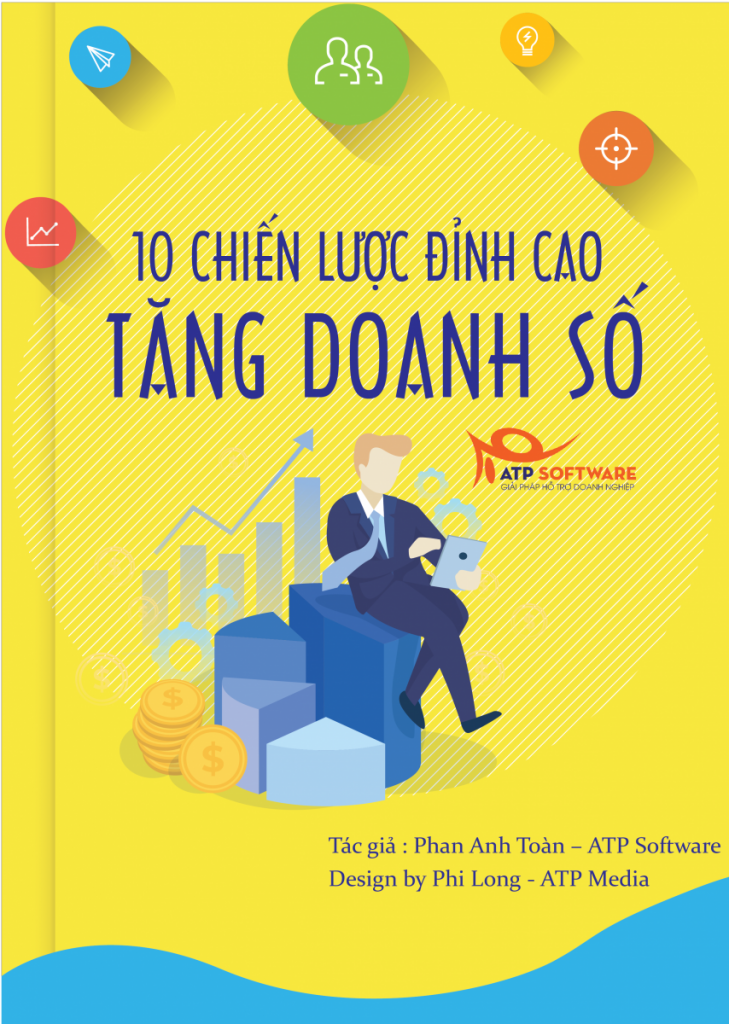 10 CHIẾN LƯỢC ĐỈNH CAO
TĂNG DOANH SỐ
ATP SOFTWARE
GIẢI PHÁP HỖ TRỢ DOANH NGHIỆP
$
$
Tác giả : Phan Anh Toàn – ATP Software
Design by Phi Long - ATP Media